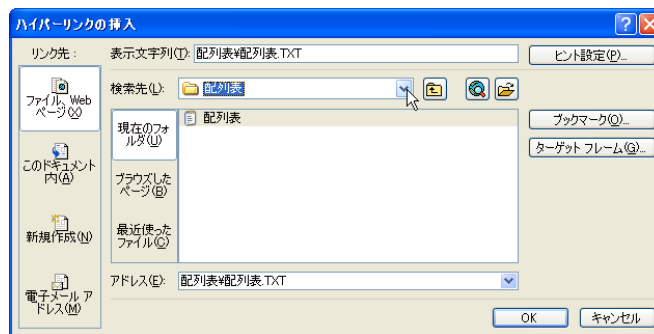 ハイパーリンクの挿入
リンク先：
表示文字列(T): 配列表¥配列表.TXT
ヒント設定(P)...
ファイル、Web
ページ(X)
検索先(L):
配列表
現在のフォ
ルダ(U)
配列表
ブックマーク(O)...
ターゲット フレーム(G)...
このドキュメント
内(A)
ブラウズした
ページ(B)
新規作成(N)
最近使った
ファイル(C)
電子メール ア
ドレス(M)
アドレス(E): 配列表¥配列表.TXT
OK
キャンセル